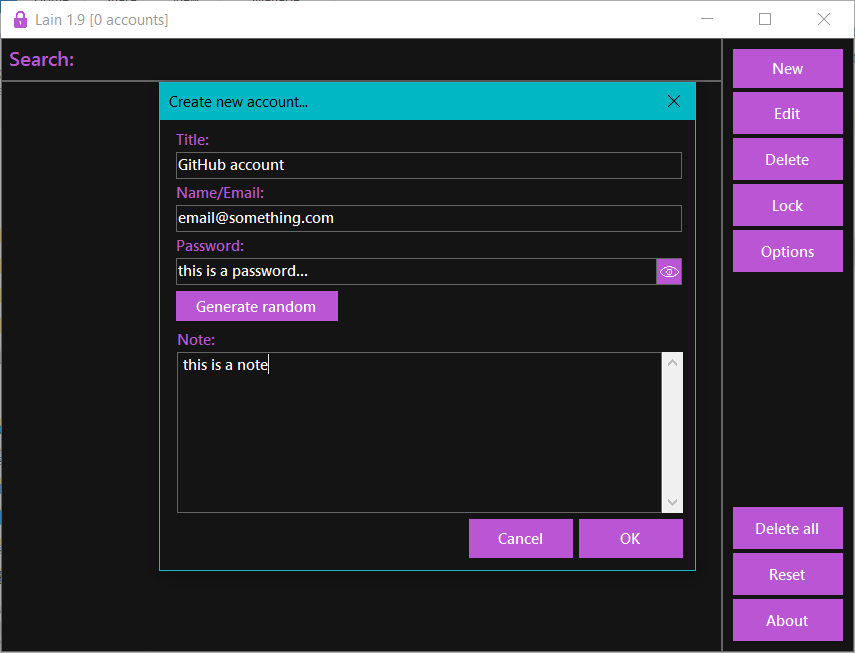 Lain 1.9 [0 accounts]
Search:
Create new account...
Title:
GitHub account
Name/Email:
email@something.com
Password:
this is a password...
Generate random
Note:
this is a note
Cancel
OK
New
Edit
Delete
Lock
Options
Delete all
Reset
About